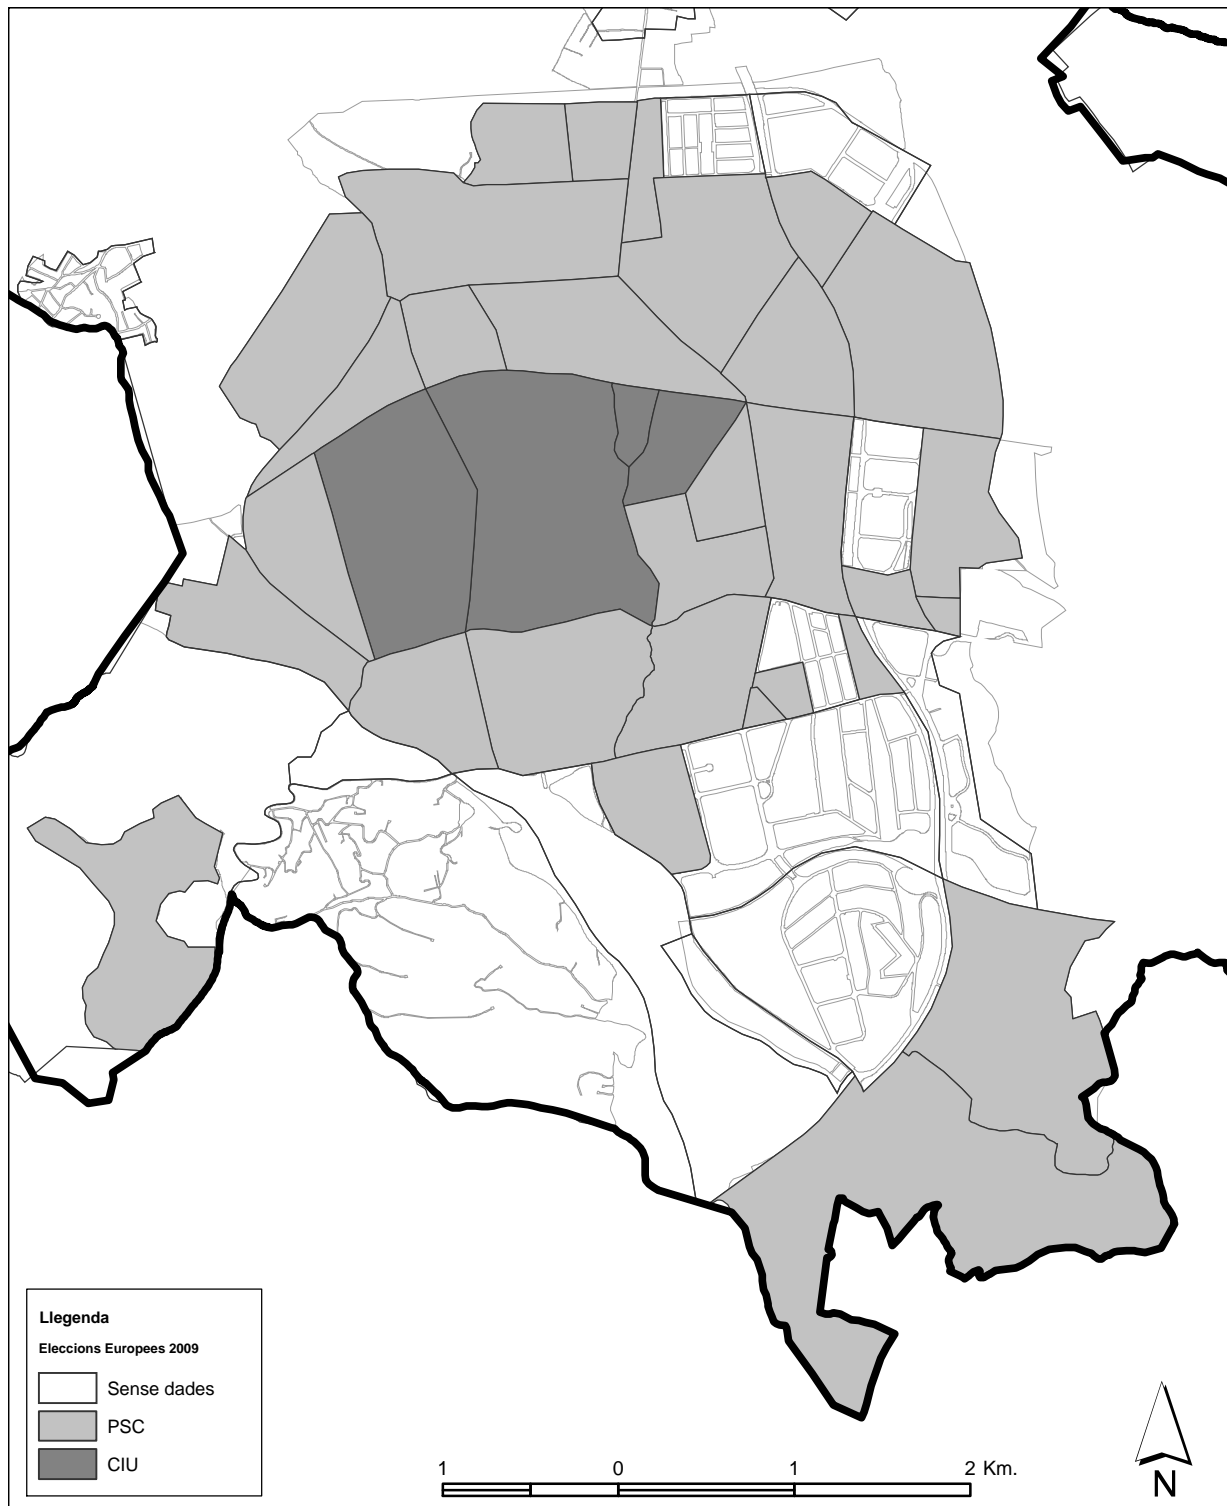 Llegenda
Eleccions Europees 2009
Sense dades
PSC
CIU
1 0 1 2 Km.
N